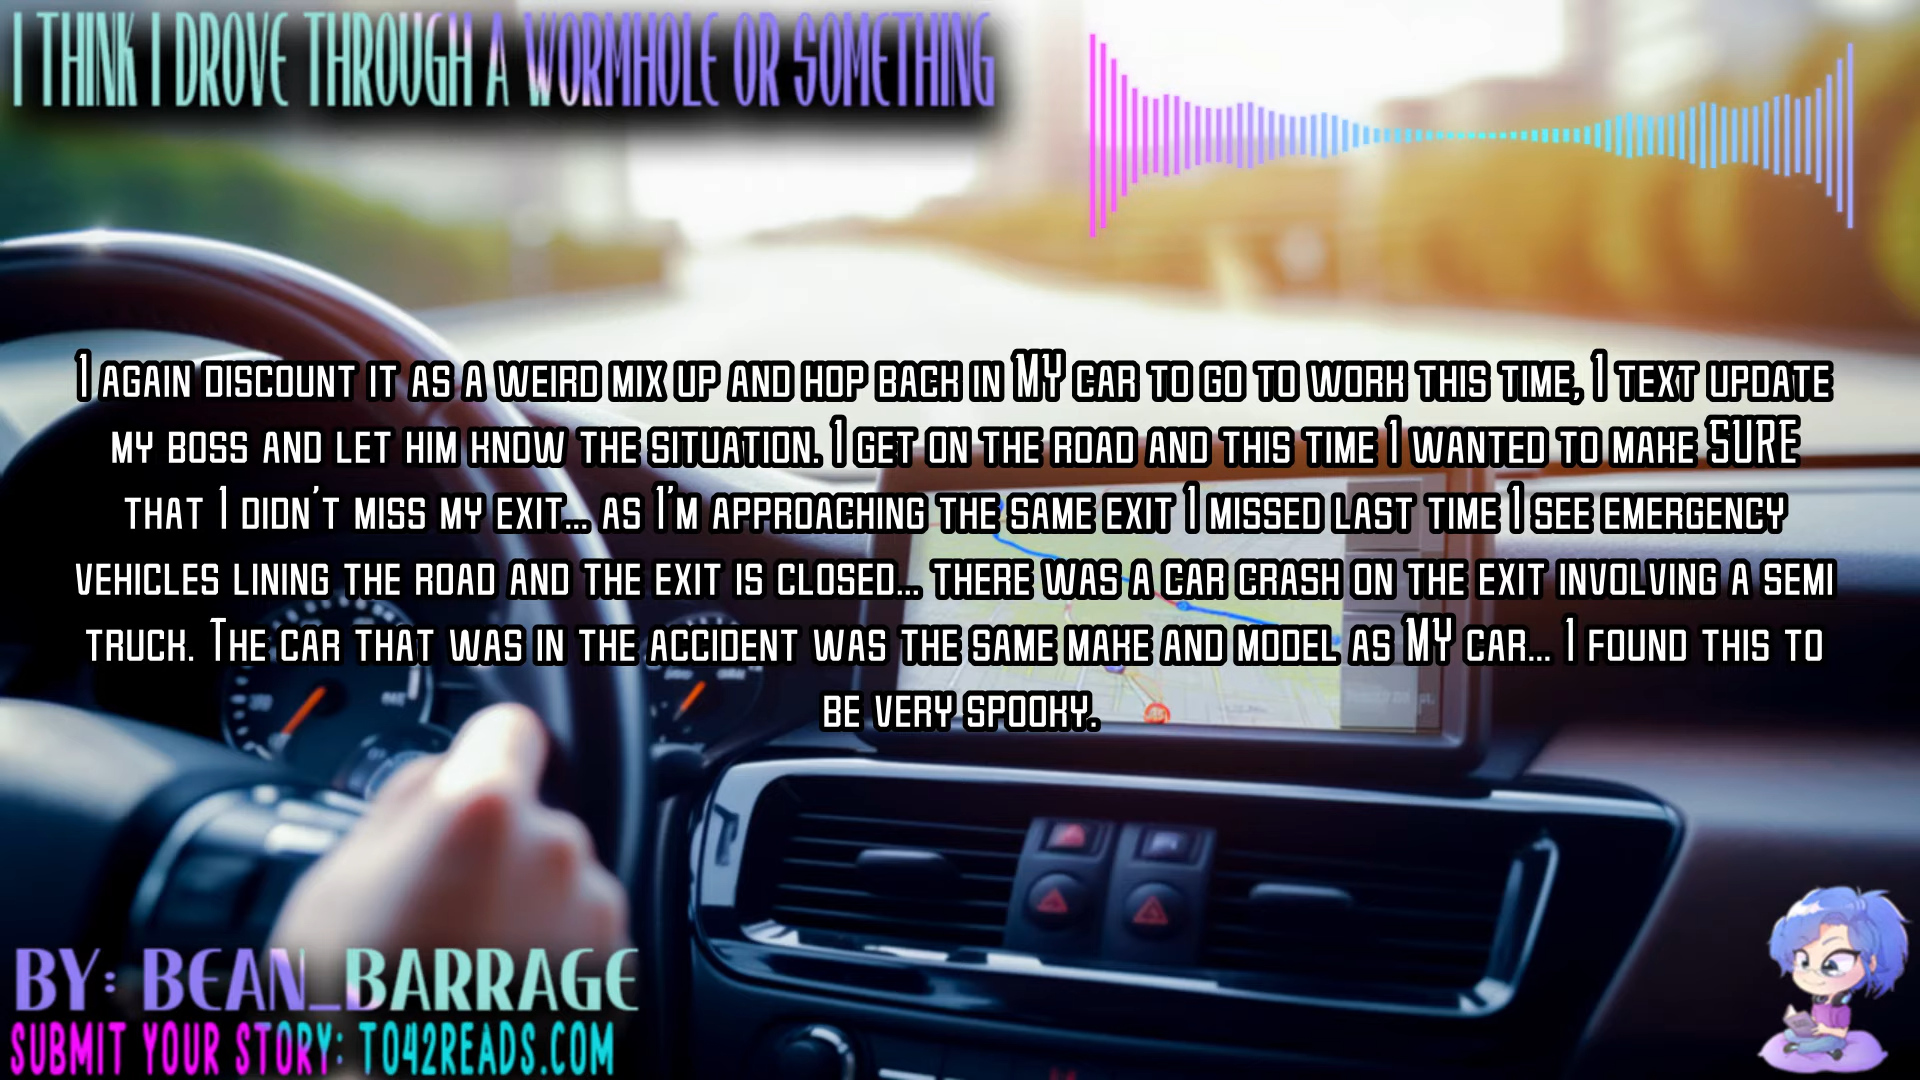 I THINK I DROVE THROUGH A WORMHOLE OR SOMETHING
I again discount it as a weird mix up and hop back in MY car to go to work this time, I text update
my boss and let him know the situation. I get on the road and this time I wanted to make SURE
that I didn't miss my exit... as I'm approaching the same exit I missed last time I see emergency
vehicles lining the road and the exit is closed... there was a car crash on the exit involving a semi
truck. The car that was in the accident was the same make and model as MY car... I found this to
be very spooky.
BY: BEAN_BARRAGE
SUBMIT YOUR STORY: TO42READS.COM